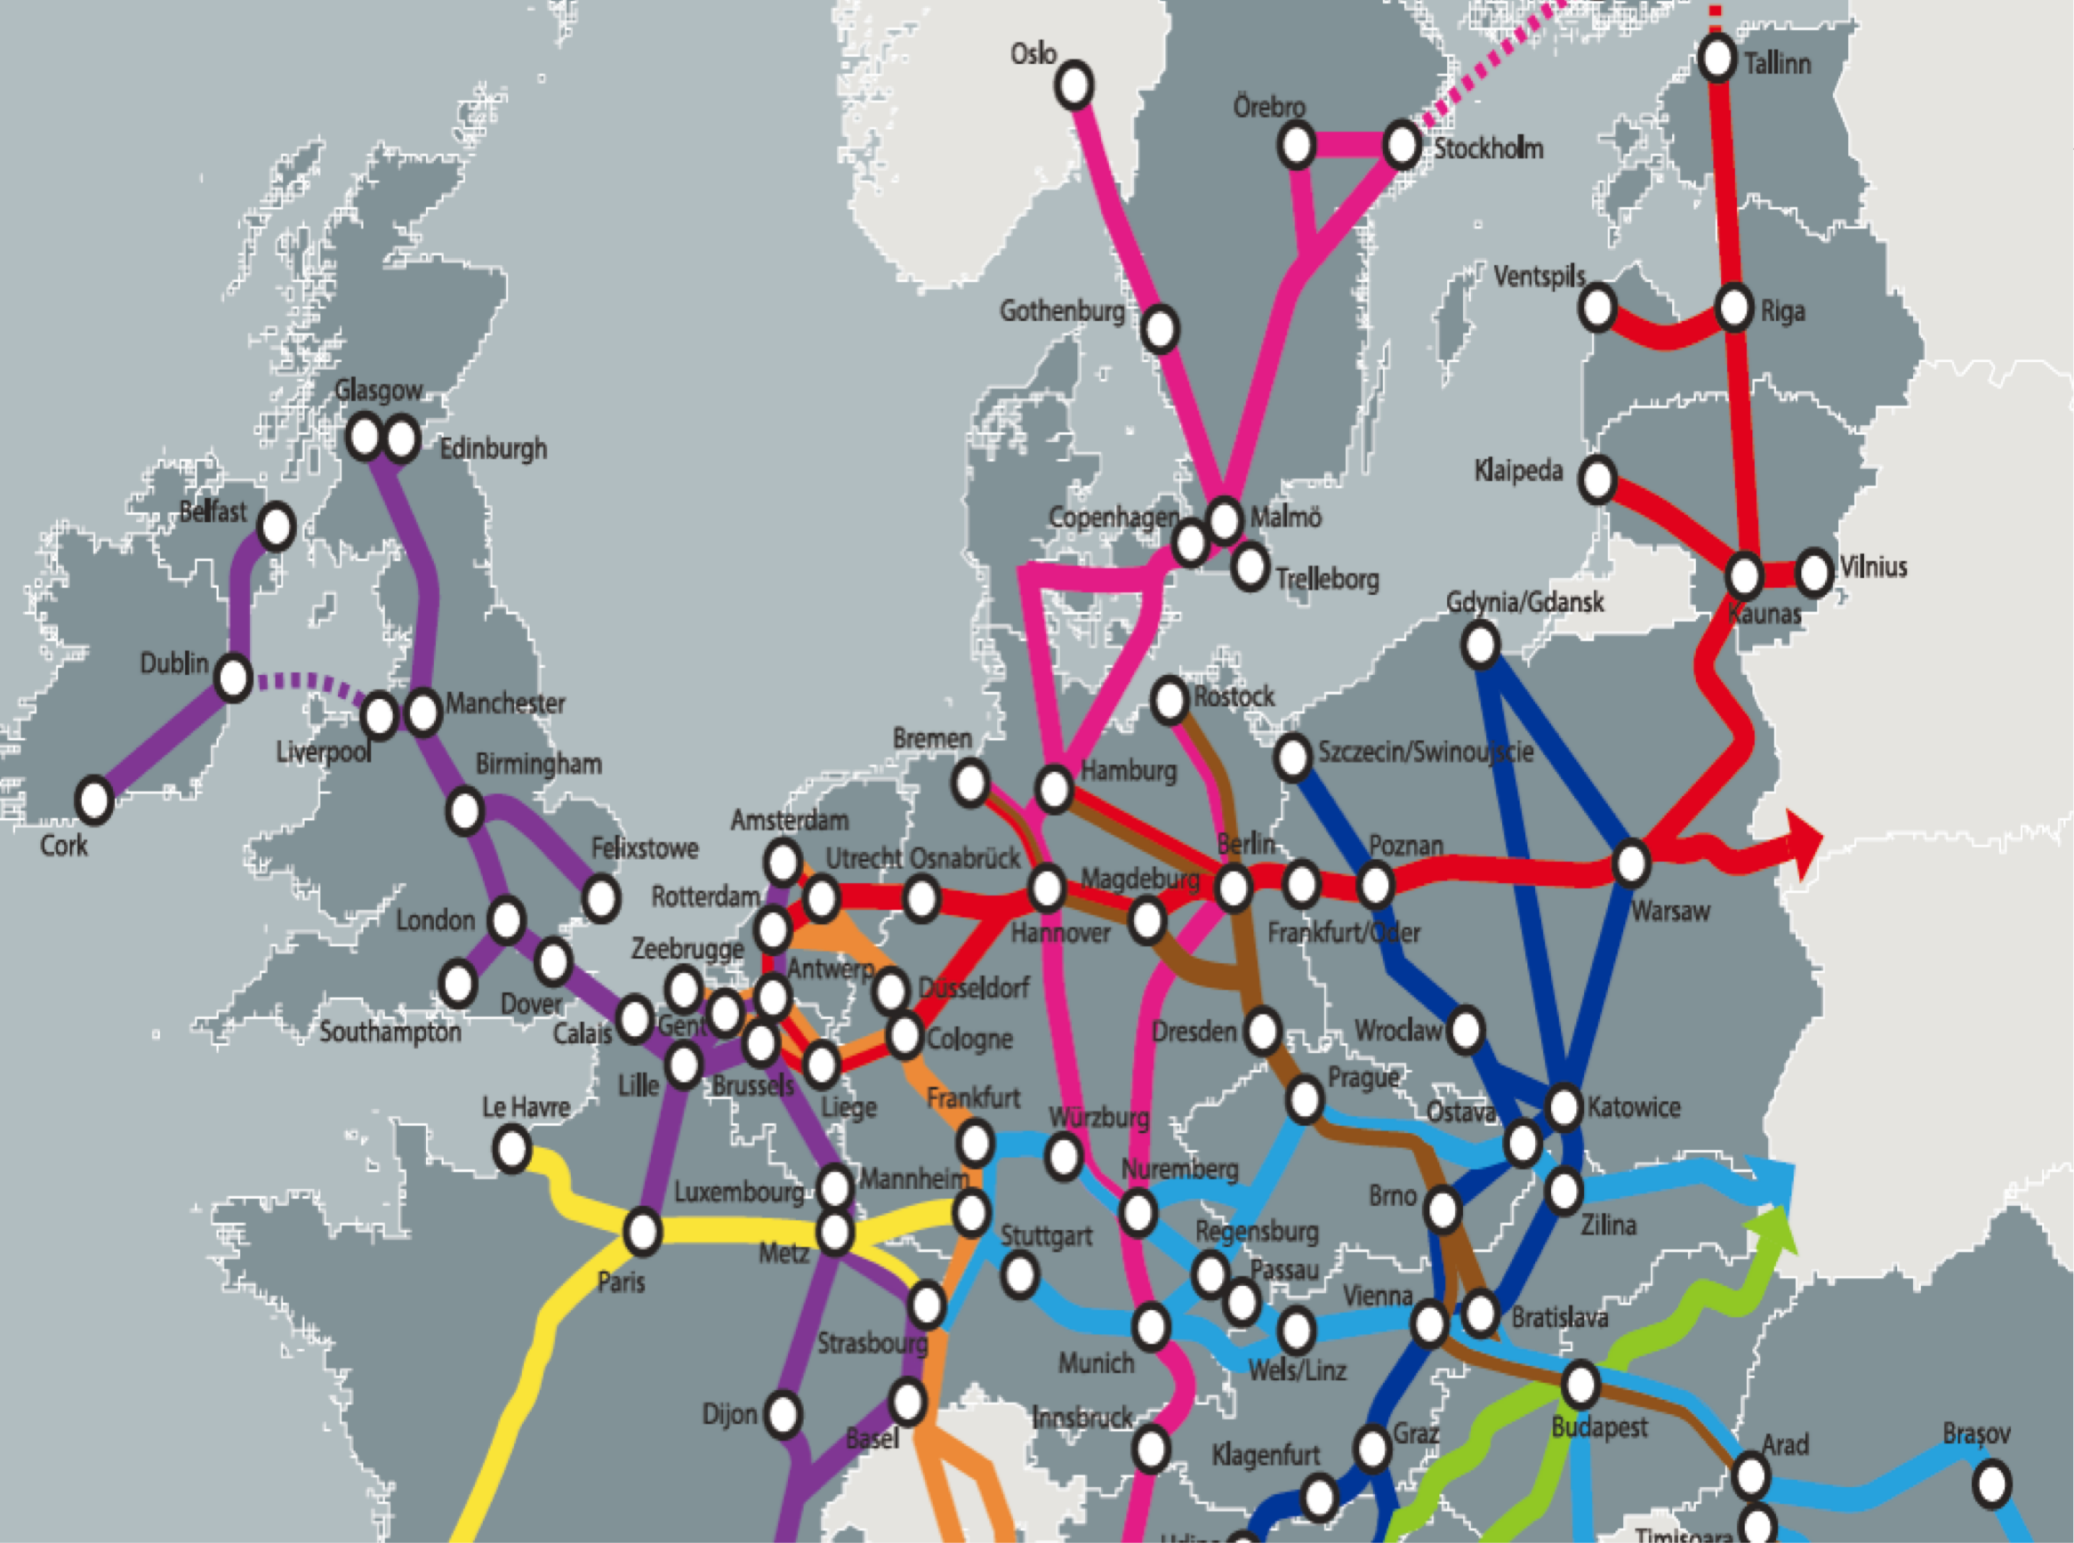 Oslo
Tallinn
Örebro
Stockholm
Ventspils
Riga
Gothenburg
Glasgow
Edinburgh
Klaipeda
Belfast
Copenhagen
Malmö
Vilnius
Trelleborg
Gdynia/Gdansk
Kaunas
Dublin
Manchester
Rostock
Liverpool
Bremen
Szczecin/Swinoujscie
Birmingham
Hamburg
Amsterdam
Cork
Felixstowe
Utrecht Osnabrück
Berlin
Poznan
Rotterdam
Magdeburg
London
Warsaw
Zeebrugge
Hannover
Frankfurt/Oder
Antwerp
Düsseldorf
Dover
Southampton
Calais
Gent
Cologne
Dresden
Wroclaw
Lille
Brussels
Prague
Le Havre
Liege
Frankfurt
Würzburg
Ostava
Katowice
Luxembourg
Mannheim
Nuremberg
Brno
Metz
Stuttgart
Regensburg
Zilina
Paris
Passau
Vienna
Bratislava
Strasbourg
Munich
Wels/Linz
Dijon
Basel
Innsbruck
Klagenfurt
Graz
Budapest
Arad
Brașov
Udine
Timisoara